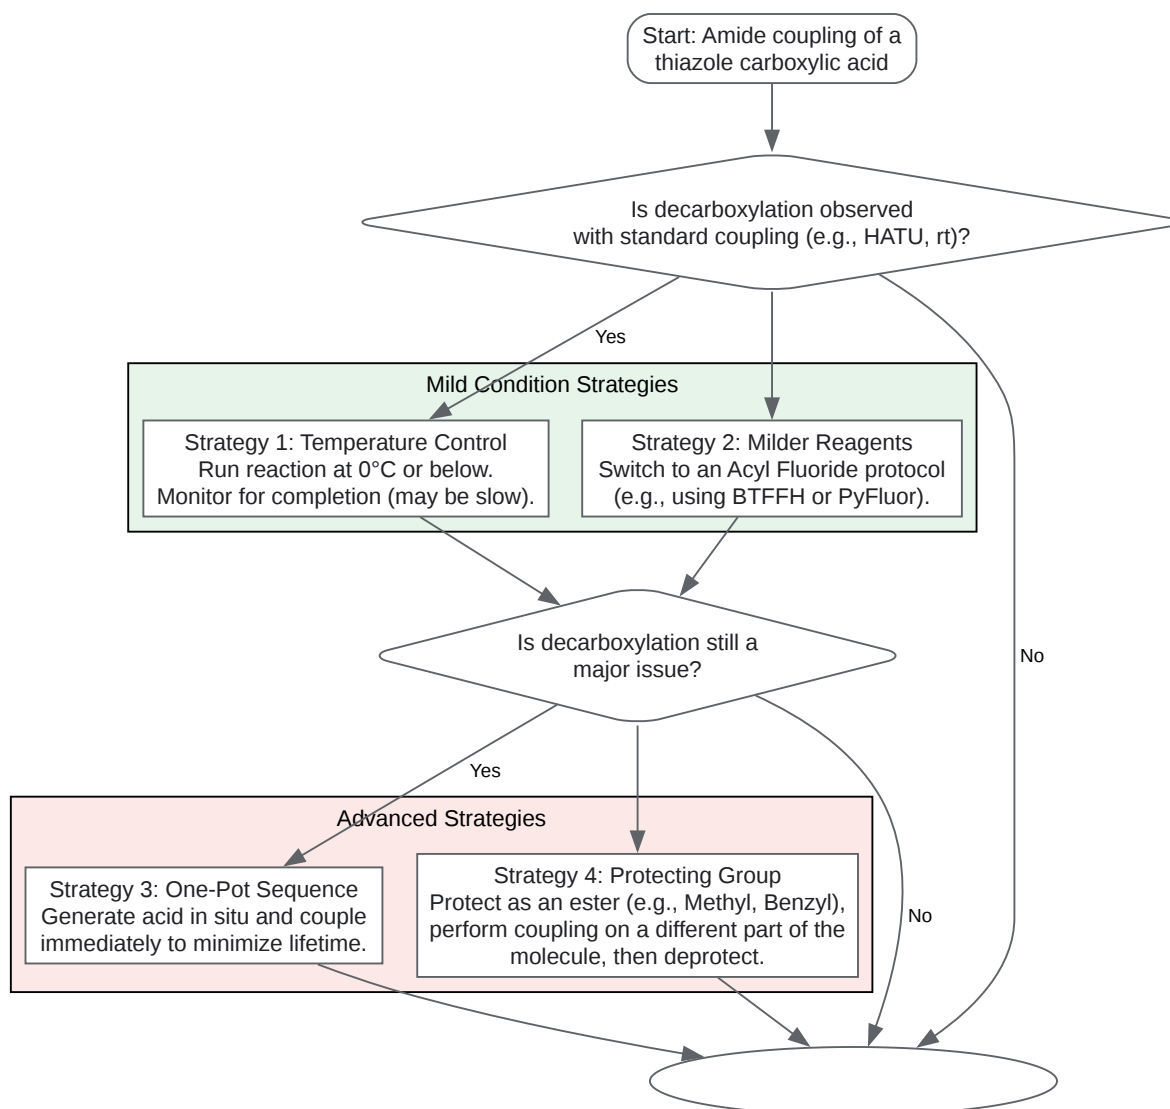 Start: Amide coupling of a
thiazole carboxylic acid
Is decarboxylation observed
with standard coupling (e.g., HATU, rt)?
Yes
Mild Condition Strategies
Strategy 1: Temperature Control
Run reaction at 0°C or below.
Monitor for completion (may be slow).
Strategy 2: Milder Reagents
Switch to an Acyl Fluoride protocol
(e.g., using BTFFH or PyFluor).
Is decarboxylation still a
major issue?
No
Yes
Advanced Strategies
Strategy 3: One-Pot Sequence
Generate acid in situ and couple
immediately to minimize lifetime.
Strategy 4: Protecting Group
Protect as an ester (e.g., Methyl, Benzyl),
perform coupling on a different part of the
molecule, then deprotect.
No